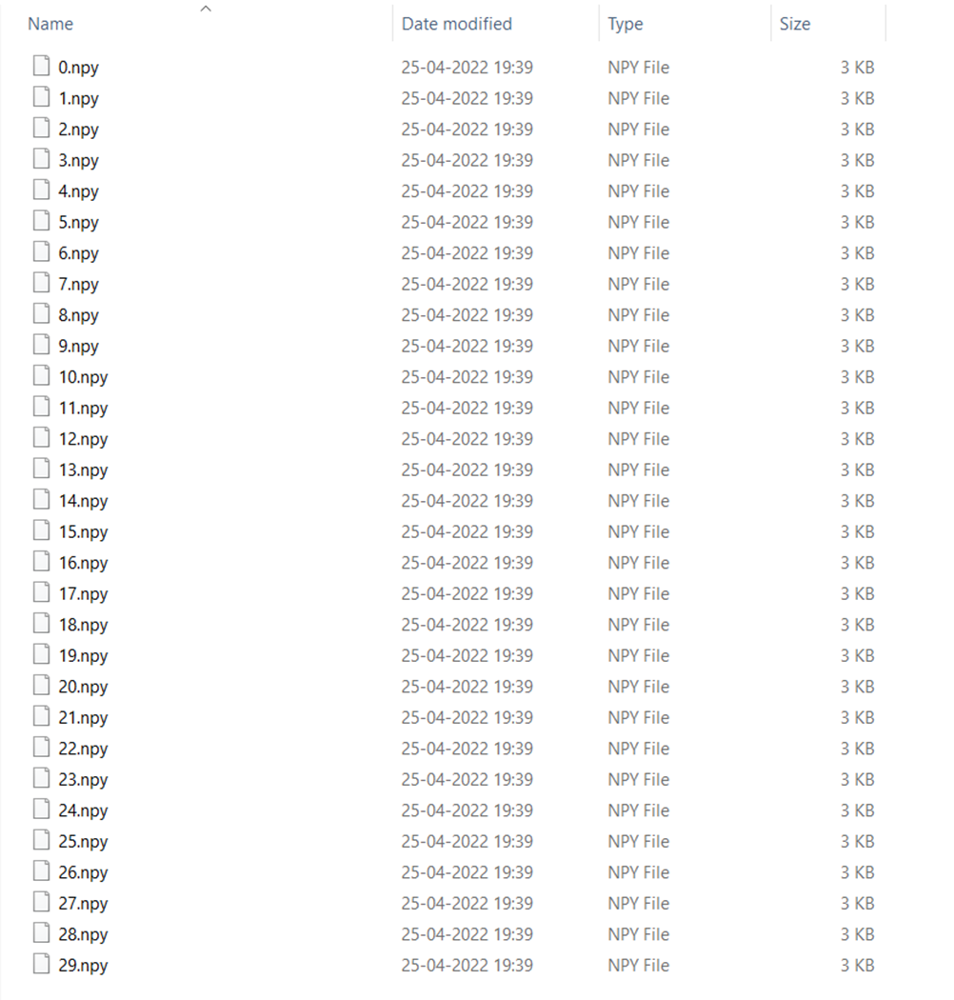 Name Date modified Type Size
0.npy 25-04-2022 19:39 NPY File 3 KB
1.npy 25-04-2022 19:39 NPY File 3 KB
2.npy 25-04-2022 19:39 NPY File 3 KB
3.npy 25-04-2022 19:39 NPY File 3 KB
4.npy 25-04-2022 19:39 NPY File 3 KB
5.npy 25-04-2022 19:39 NPY File 3 KB
6.npy 25-04-2022 19:39 NPY File 3 KB
7.npy 25-04-2022 19:39 NPY File 3 KB
8.npy 25-04-2022 19:39 NPY File 3 KB
9.npy 25-04-2022 19:39 NPY File 3 KB
10.npy 25-04-2022 19:39 NPY File 3 KB
11.npy 25-04-2022 19:39 NPY File 3 KB
12.npy 25-04-2022 19:39 NPY File 3 KB
13.npy 25-04-2022 19:39 NPY File 3 KB
14.npy 25-04-2022 19:39 NPY File 3 KB
15.npy 25-04-2022 19:39 NPY File 3 KB
16.npy 25-04-2022 19:39 NPY File 3 KB
17.npy 25-04-2022 19:39 NPY File 3 KB
18.npy 25-04-2022 19:39 NPY File 3 KB
19.npy 25-04-2022 19:39 NPY File 3 KB
20.npy 25-04-2022 19:39 NPY File 3 KB
21.npy 25-04-2022 19:39 NPY File 3 KB
22.npy 25-04-2022 19:39 NPY File 3 KB
23.npy 25-04-2022 19:39 NPY File 3 KB
24.npy 25-04-2022 19:39 NPY File 3 KB
25.npy 25-04-2022 19:39 NPY File 3 KB
26.npy 25-04-2022 19:39 NPY File 3 KB
27.npy 25-04-2022 19:39 NPY File 3 KB
28.npy 25-04-2022 19:39 NPY File 3 KB
29.npy 25-04-2022 19:39 NPY File 3 KB